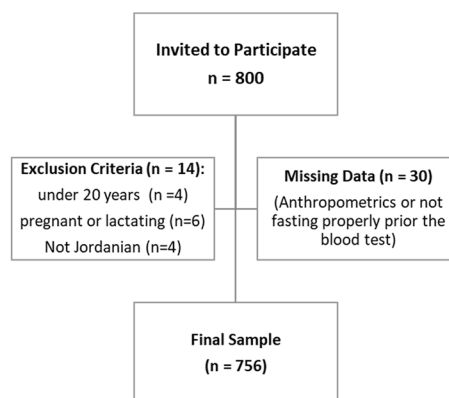 Invited to Participate
n = 800
Exclusion Criteria (n = 14):
under 20 years (n =4)
pregnant or lactating (n=6)
Not Jordanian (n=4)
Missing Data (n = 30)
(Anthropometrics or not
fasting properly prior the
blood test)
Final Sample
(n = 756)